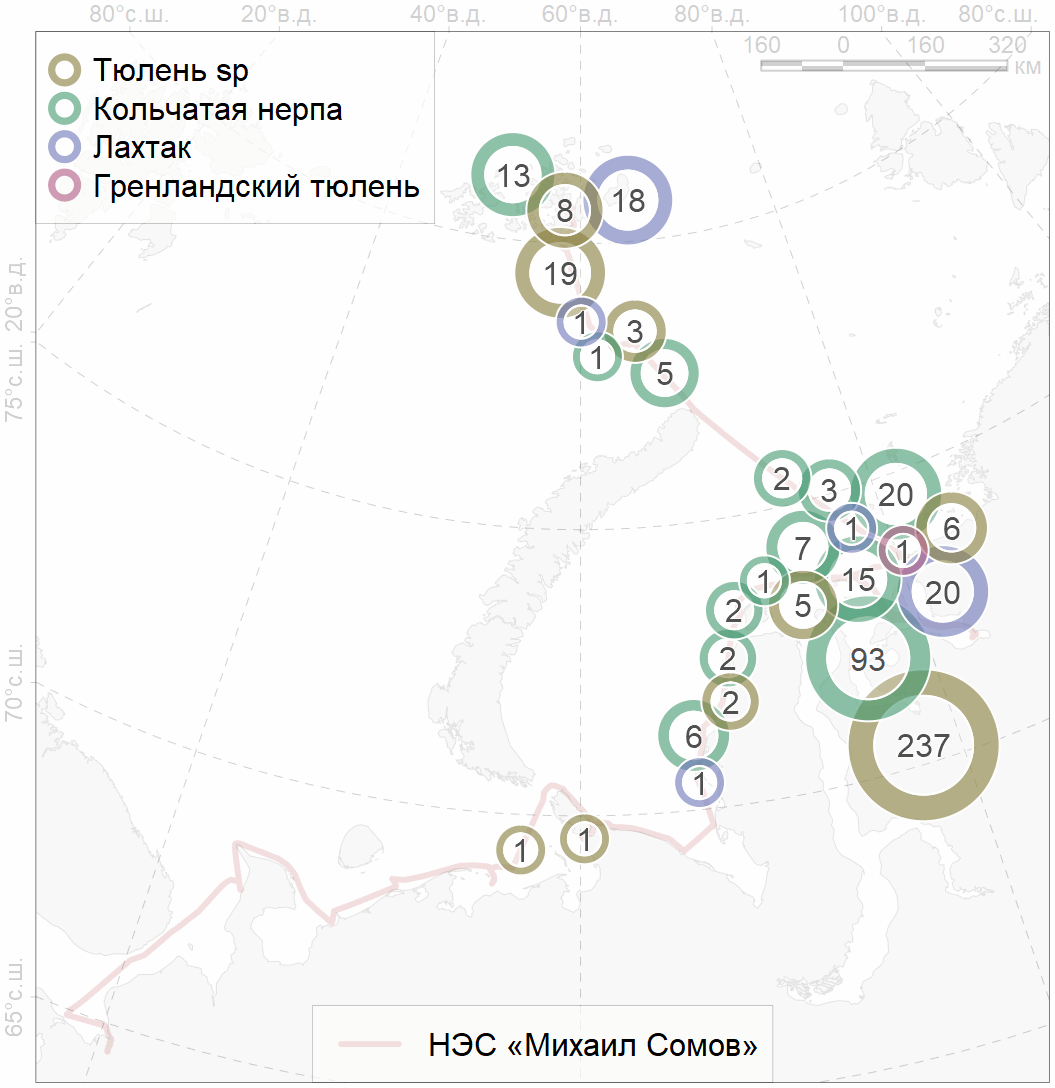 80°с.ш. 20°в.д. 40°в.д. 60°в.д. 80°в.д. 100°в.д. 80°с.ш.
160 0 160 320
км
Тюлень sp
Кольчатая нерпа
Лахтак
Гренландский тюлень
13
8
18
19
1
3
1
5
20°в.д.
75°с.ш.
2
3
20
1
6
7
1
1
15
20
5
2
93
2
2
6
237
1
70°с.ш.
1
1
65°с.ш.
НЭС «Михаил Сомов»